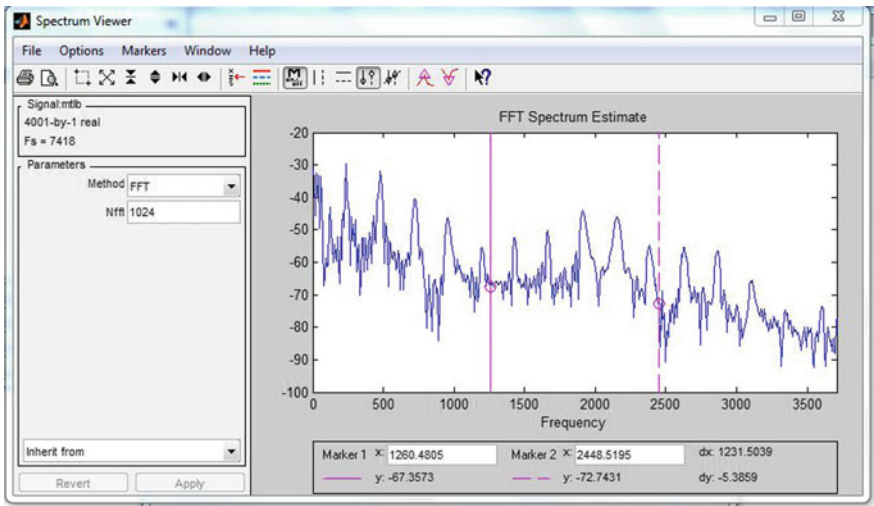 Spectrum Viewer
File Options Markers Window Help
Signal:mtlb
4001-by-1 real
Fs = 7418
Parameters
Method FFT
Nfft 1024
Inherit from
Revert Apply
FFT Spectrum Estimate
-20
-30
-40
-50
-60
-70
-80
-90
-100
0 500 1000 1500 2000 2500 3000 3500
Frequency
Marker 1 x: 1260.4805 Marker 2 x: 2448.5195 dx: 1231.5039
y: -67.3573 y: -72.7431 dy: -5.3859